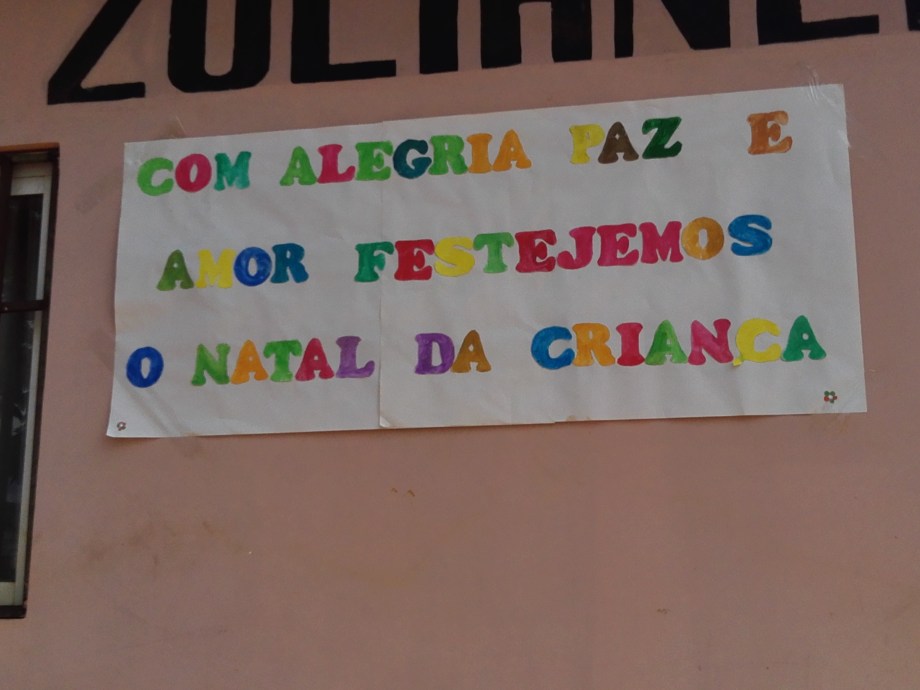 COM ALEGRIA PAZ E
AMOR FESTEJEMOS
O NATAL DA CRIANÇA